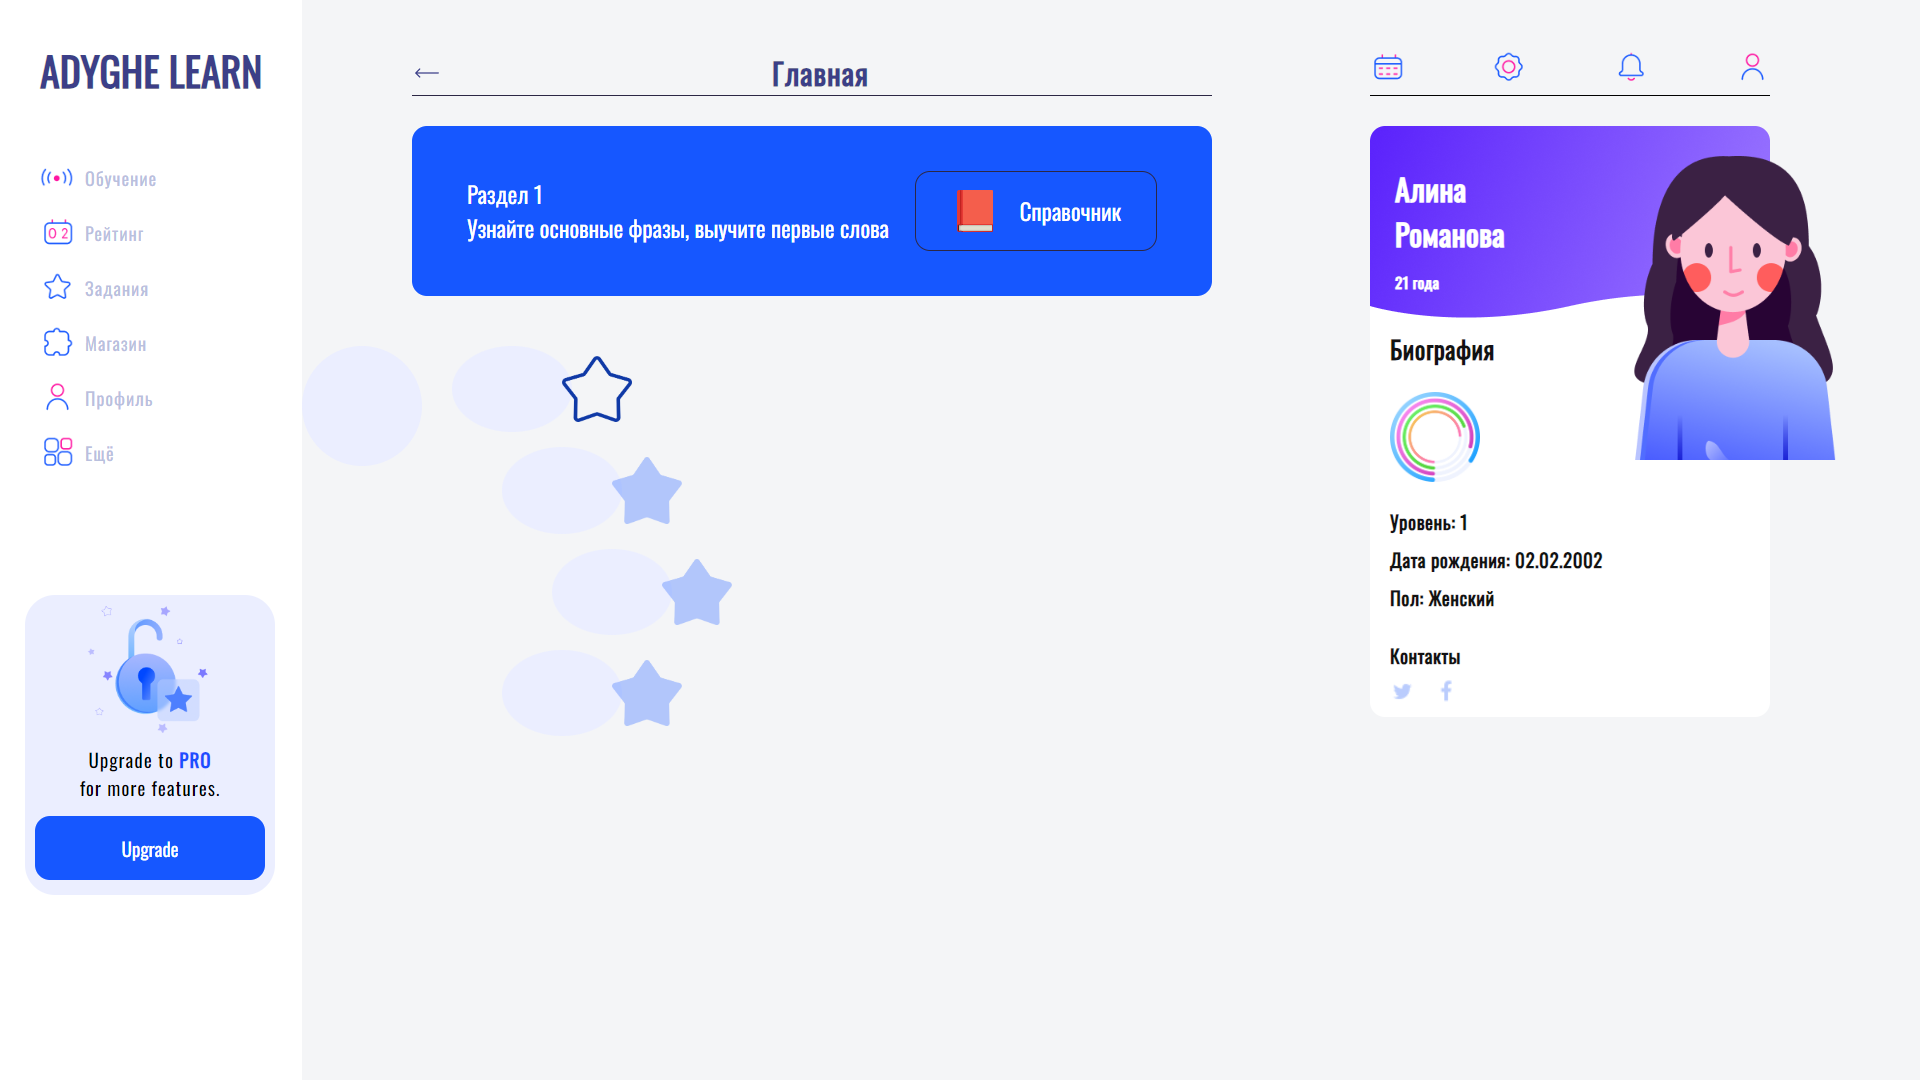 ADYGHE LEARN
Обучение
0 2
Рейтинг
Задания
Магазин
Профиль
Ещё
Upgrade to PRO
for more features.
Upgrade
Главная
Раздел 1
Узнайте основные фразы, выучите первые слова
Справочник
Алина
Романова
21 года
Биография
Уровень: 1
Дата рождения: 02.02.2002
Пол: Женский
Контакты